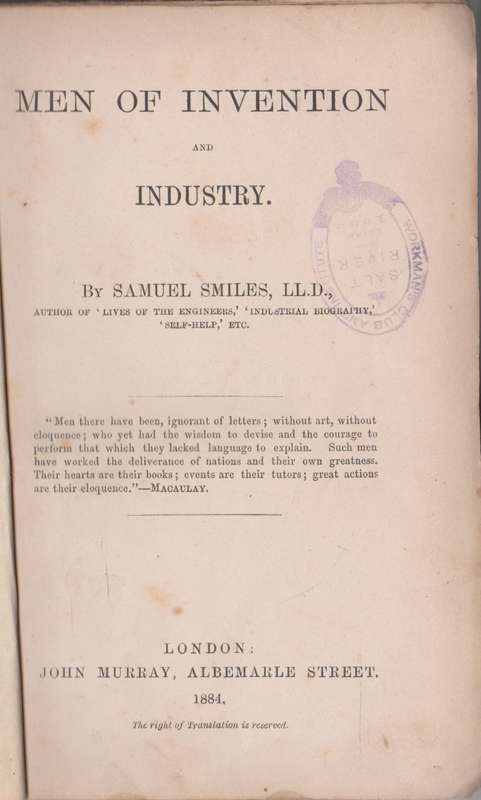 MEN OF INVENTION
AND
INDUSTRY.
BY SAMUEL SMILES, LL.D.,
AUTHOR OF ‘LIVES OF THE ENGINEERS,’ ‘INDUSTRIAL BIOGRAPHY,’
‘SELF-HELP,’ ETC.
WORKMAN'S CLUB AND INSTITUTE
SALT
RIVER
“Men there have been, ignorant of letters; without art, without
eloquence; who yet had the wisdom to devise and the courage to
perform that which they lacked language to explain. Such men
have worked the deliverance of nations and their own greatness.
Their hearts are their books; events are their tutors; great actions
are their eloquence.”—MACAULAY.
LONDON:
JOHN MURRAY, ALBEMARLE STREET.
1884.
The right of Translation is reserved.